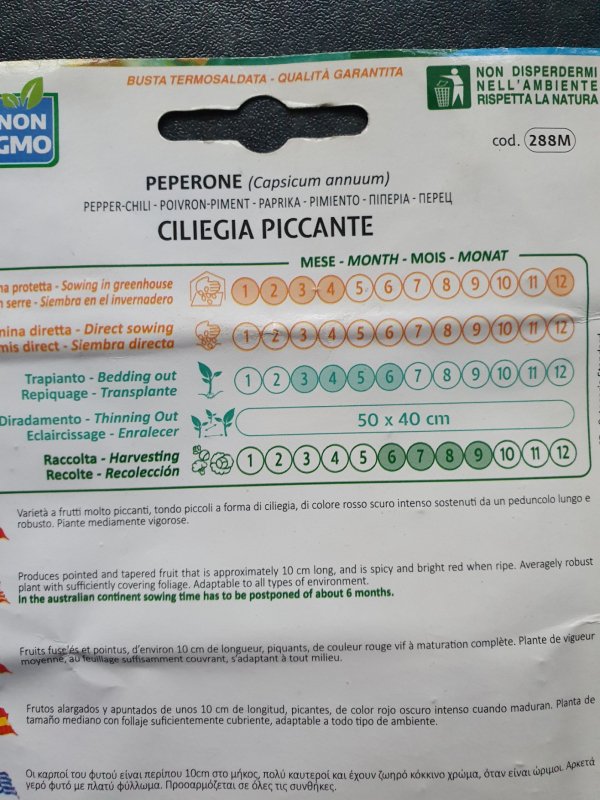 BUSTA TERMOSALDATA - QUALITÀ GARANTITA
NON DISPERDERMI
NELL'AMBIENTE
RISPETTA LA NATURA
NON
GMO
cod. 288M
PEPERONE (Capsicum annuum)
PEPPER-CHILI - POIVRON-PIMENT - PAPRIKA - PIMIENTO - ΠΙΠΕΡΙΑ - ПЕРЕЦ
CILIEGIA PICCANTE
MESE - MONTH - MOIS - MONAT
protetta - Sowing in greenhouse
serre - Siembra en el invernadero
1 2 3 4 5 6 7 8 9 10 11 12
diretta - Direct sowing
direct - Siembra directa
1 2 3 4 5 6 7 8 9 10 11 12
Trapianto - Bedding out
Repiquage - Transplante
1 2 3 4 5 6 7 8 9 10 11 12
Diradamento - Thinning Out
Eclaircissage - Enralecer
50 x 40 cm
Raccolta - Harvesting
Recolte - Recolección
1 2 3 4 5 6 7 8 9 10 11 12
Varietà a frutti molto piccanti, tondo piccoli a forma di ciliegia, di colore rosso scuro intenso sostenuti da un peduncolo lungo e
robusto. Piante mediamente vigorose.
Produces pointed and tapered fruit that is approximately 10 cm long, and is spicy and bright red when ripe. Averagely robust
plant with sufficiently covering foliage. Adaptable to all types of environment.
In the australian continent sowing time has to be postponed of about 6 months.
Fruits fuselés et pointus, d'environ 10 cm de longueur, piquants, de couleur rouge vif à maturation complète. Plante de vigueur
moyenne, au feuillage suffisamment couvrant, s'adaptant à tout milieu.
Frutos alargados y apuntados de unos 10 cm de longitud, picantes, de color rojo oscuro intenso cuando maduran. Planta de
tamaño mediano con follaje suficientemente cubriente, adaptable a todo tipo de ambiente.
Οι καρποί του φυτού είναι περίπου 10cm στο μήκος, πολύ καυτεροί και έχουν ζωηρό κόκκινο χρώμα, όταν είναι ώριμοι. Αρκετά
γερό φυτό με πλατύ φύλλωμα. Προσαρμόζεται σε όλες τις συνθήκες.